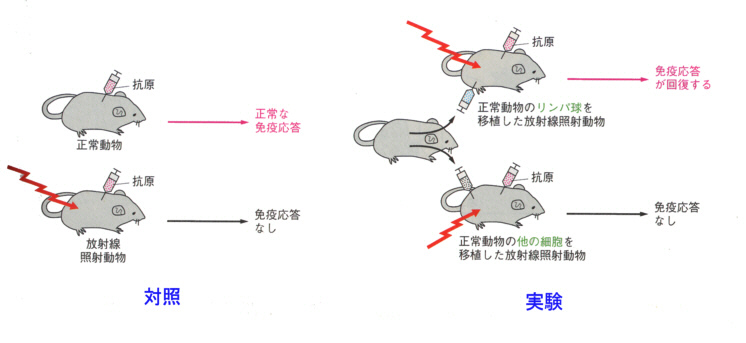 抗原
正常動物
正常な
免疫応答
抗原
放射線
照射動物
免疫応答
なし
対照
抗原
正常動物のリンパ球を
移植した放射線照射動物
免疫応答
が回復する
抗原
正常動物の他の細胞を
移植した放射線照射動物
免疫応答
なし
実験